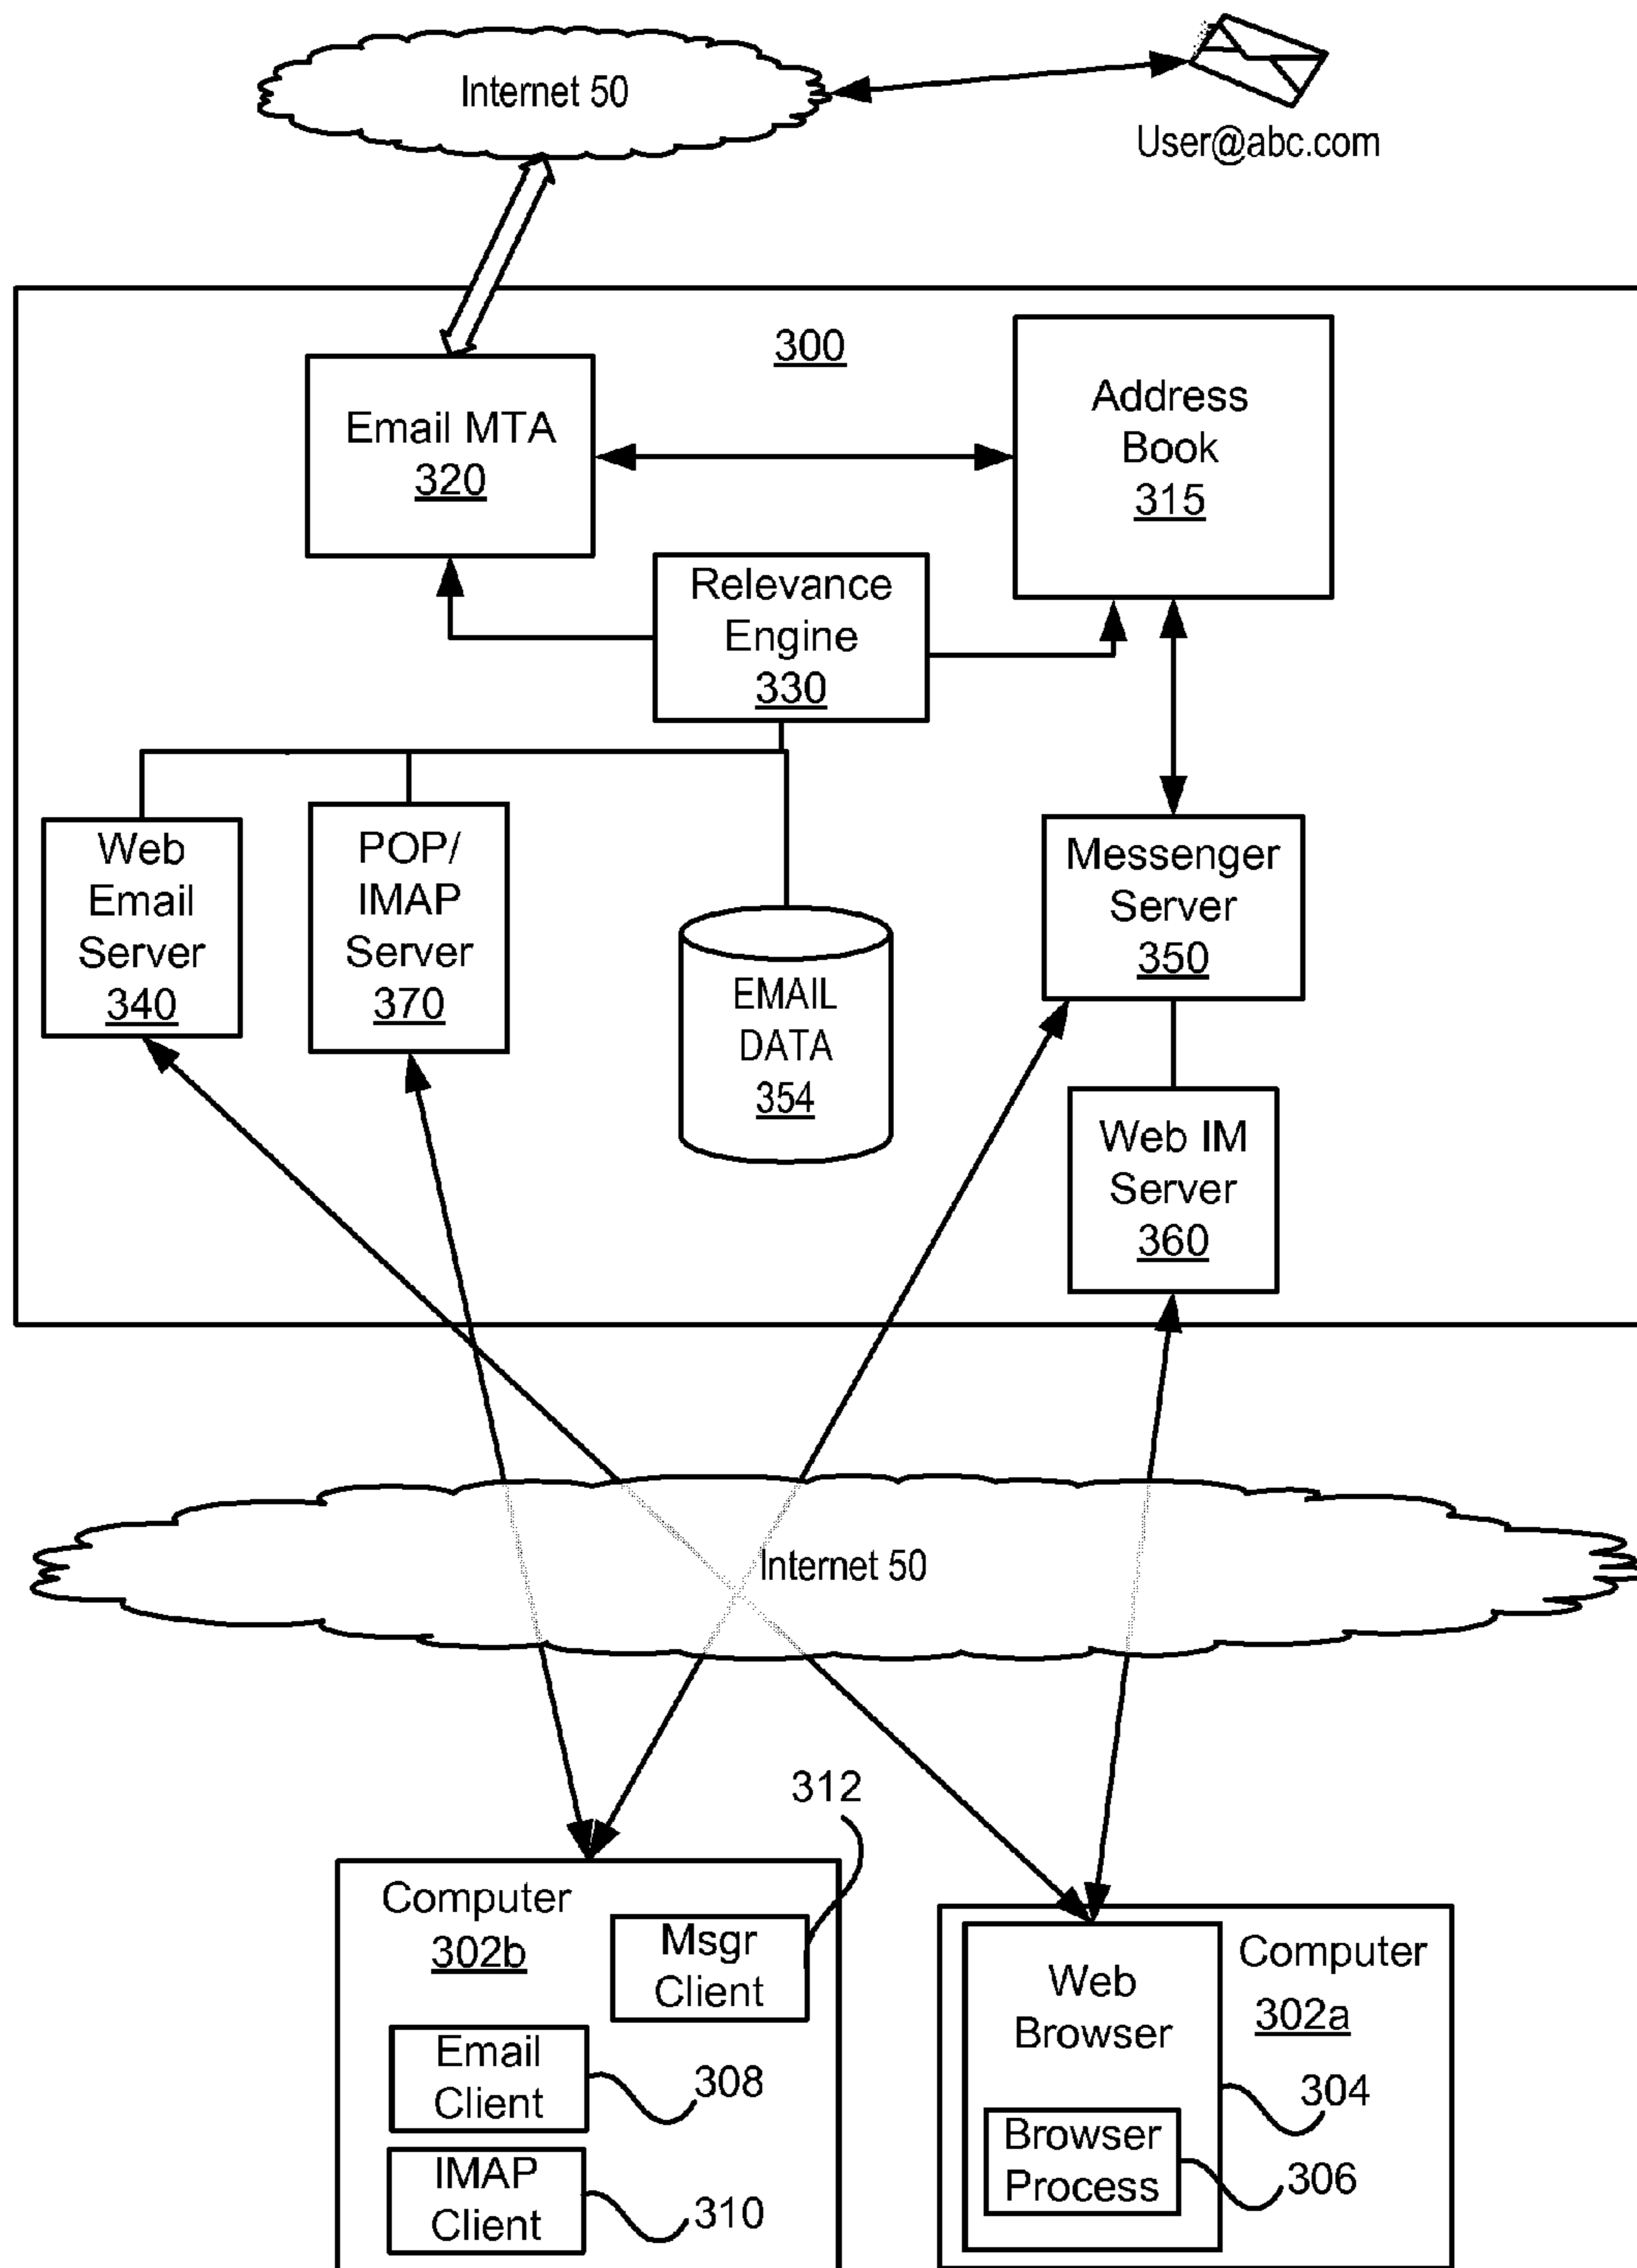 Internet 50
User@abc.com
300
Email MTA
320
Address
Book
315
Relevance
Engine
330
Web
Email
Server
340
POP/
IMAP
Server
370
EMAIL
DATA
354
Messenger
Server
350
Web IM
Server
360
Internet 50
312
Computer
302b
Msgr
Client
Email
Client
308
IMAP
Client
310
Computer
302a
Web
Browser
304
Browser
Process
306